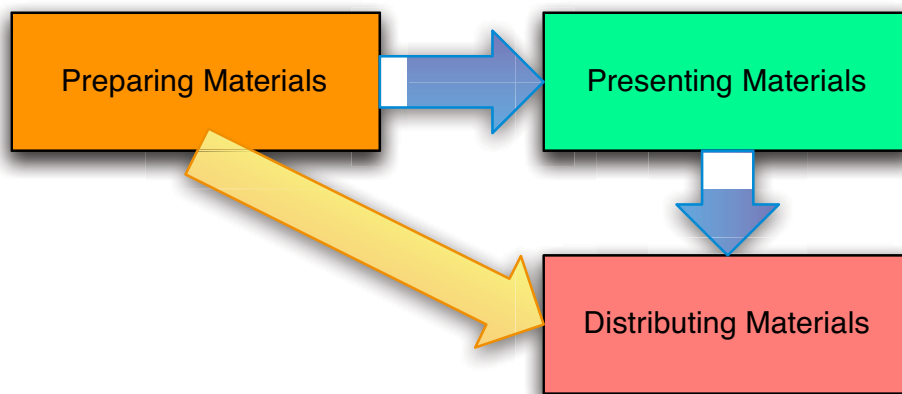 Preparing Materials
Presenting Materials
Distributing Materials